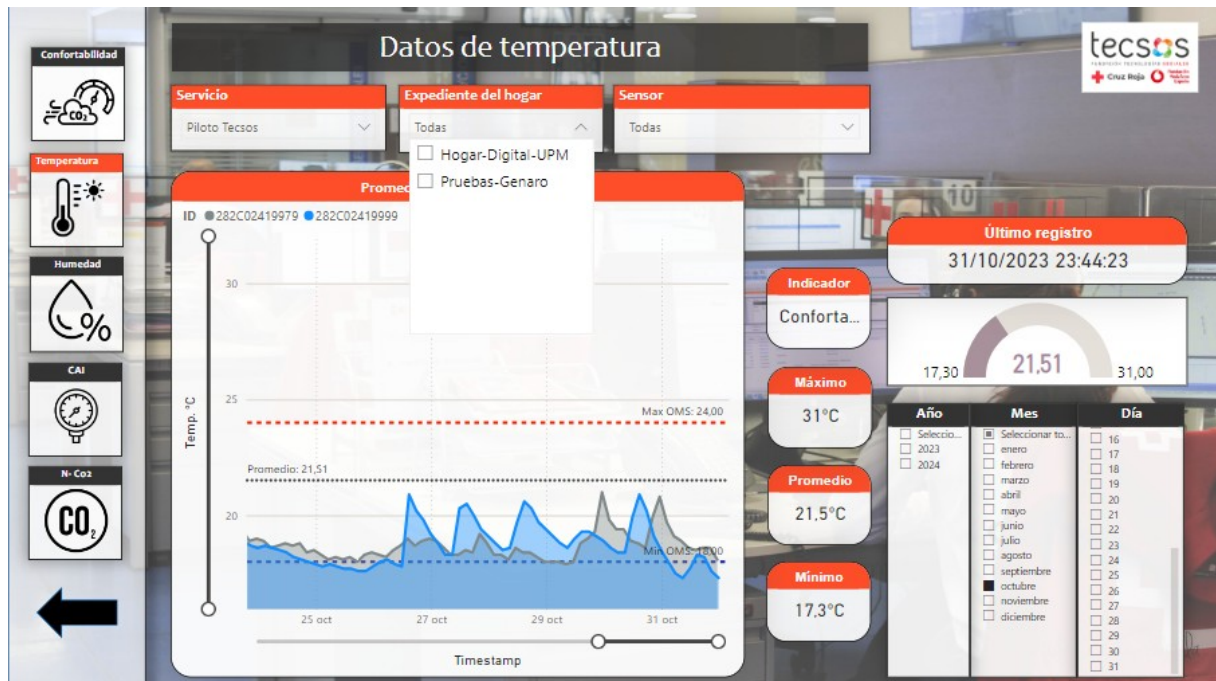 Datos de temperatura
tecsos
Cruz Roja
Confortabilidad
CO₂
Temperatura
Humedad
%
CAI
N- Co2
CO₂
Servicio
Piloto Tecsos
Expediente del hogar
Todas
Hogar-Digital-UPM
Pruebas-Genaro
Sensor
Todas
Promed
ID 282C02419979 282C02419999
Temp. °C
30
25
20
Max OMS: 24,00
Promedio: 21,51
Min OMS: 18,00
25 oct 27 oct 29 oct 31 oct
Timestamp
10
Indicador
Conforta...
Máximo
31°C
Promedio
21,5°C
Mínimo
17,3°C
Último registro
31/10/2023 23:44:23
21,51
17,30 31,00
Año
Seleccio...
2023
2024
Mes
Seleccionar to...
enero
febrero
marzo
abril
mayo
junio
julio
agosto
septiembre
octubre
noviembre
diciembre
Día
16
17
18
19
20
21
22
23
24
25
26
27
28
29
30
31